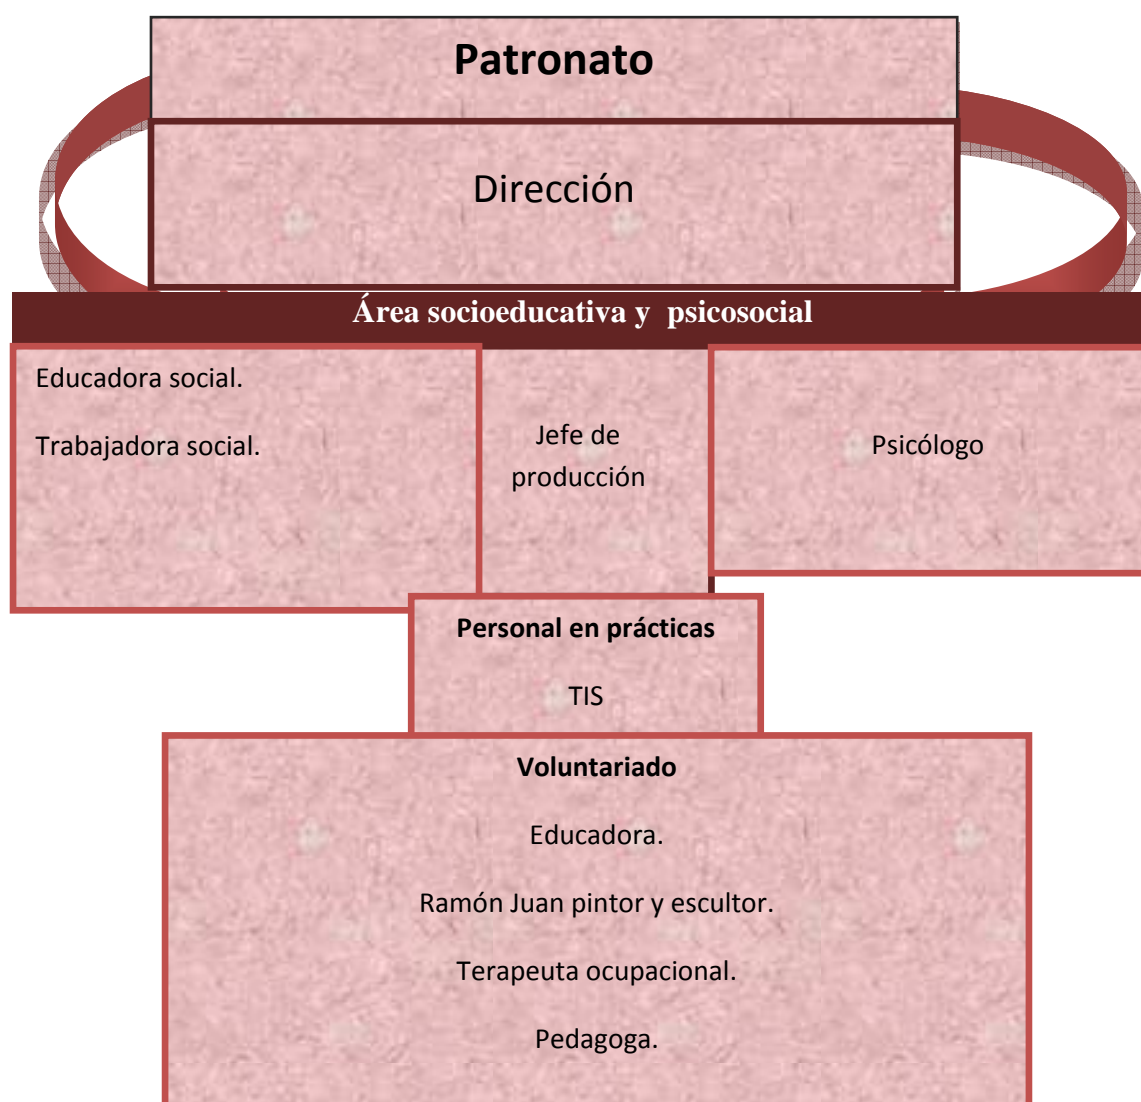 Patronato
Dirección
Área socioeducativa y psicosocial
Educadora social.
Trabajadora social.
Jefe de
producción
Psicólogo
Personal en prácticas
TIS
Voluntariado
Educadora.
Ramón Juan pintor y escultor.
Terapeuta ocupacional.
Pedagoga.